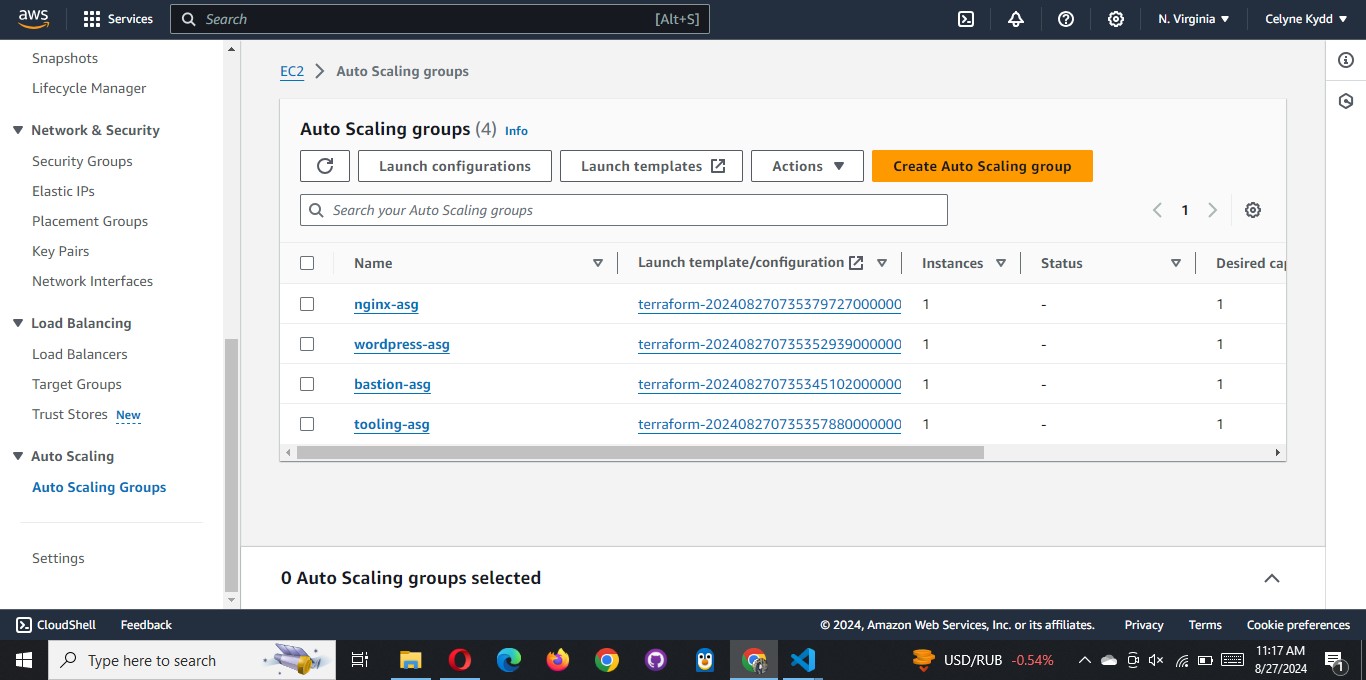 aws
Services
Search
[Alt+S]
N. Virginia
Celyne Kydd
Snapshots
Lifecycle Manager
Network & Security
Security Groups
Elastic IPs
Placement Groups
Key Pairs
Network Interfaces
Load Balancing
Load Balancers
Target Groups
Trust Stores New
Auto Scaling
Auto Scaling Groups
Settings
EC2 Auto Scaling groups
Auto Scaling groups (4) Info
Launch configurations Launch templates Actions Create Auto Scaling group
Search your Auto Scaling groups
1
Name Launch template/configuration Instances Status Desired cap
nginx-asg terraform-202408270735379727000000 1 - 1
wordpress-asg terraform-202408270735352939000000 1 - 1
bastion-asg terraform-202408270735345102000000 1 - 1
tooling-asg terraform-202408270735357880000000 1 - 1
0 Auto Scaling groups selected
CloudShell Feedback © 2024, Amazon Web Services, Inc. or its affiliates. Privacy Terms Cookie preferences
Type here to search
USD/RUB -0.54%
11:17 AM
8/27/2024
1